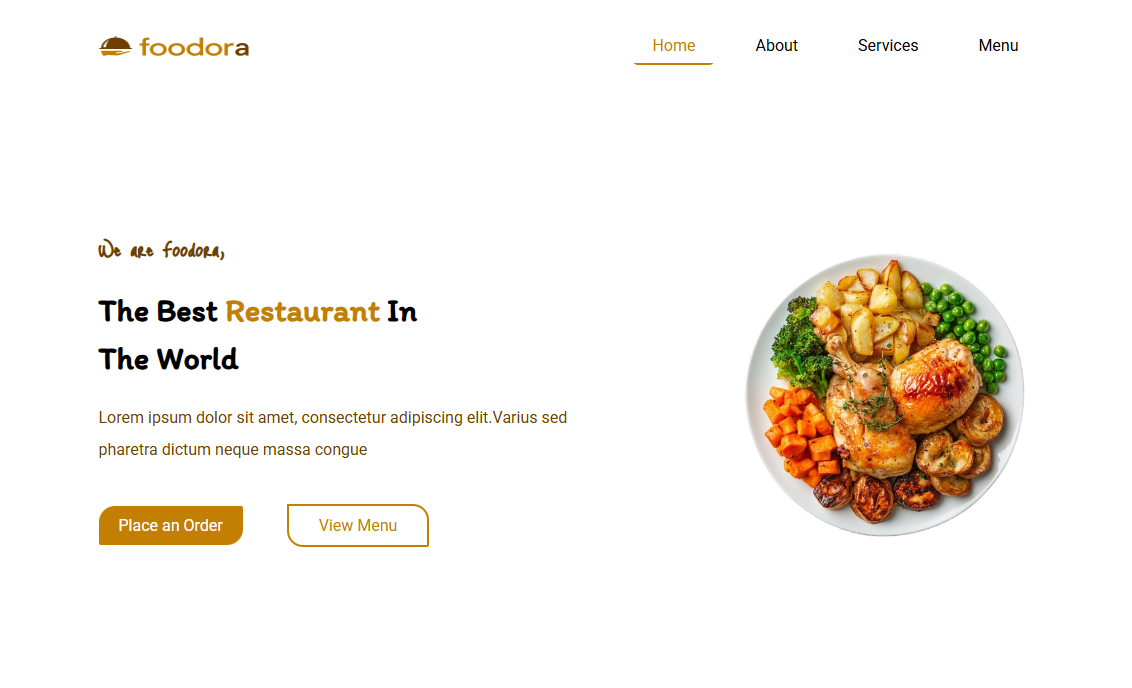 foodora
Home About Services Menu
We are foodora,
The Best Restaurant In
The World
Lorem ipsum dolor sit amet, consectetur adipiscing elit.Varius sed
pharetra dictum neque massa congue
Place an Order View Menu